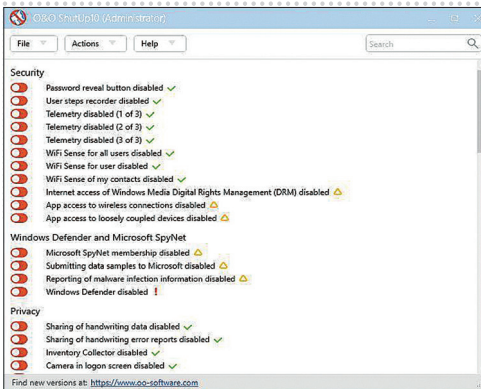 O&O ShutUp10 (Administrator)
File Actions Help Search
Security
Password reveal button disabled
User steps recorder disabled
Telemetry disabled (1 of 3)
Telemetry disabled (2 of 3)
Telemetry disabled (3 of 3)
WiFi Sense for all users disabled
WiFi Sense for user disabled
WiFi Sense of my contacts disabled
Internet access of Windows Media Digital Rights Management (DRM) disabled
App access to wireless connections disabled
App access to loosely coupled devices disabled
Windows Defender and Microsoft SpyNet
Microsoft SpyNet membership disabled
Submitting data samples to Microsoft disabled
Reporting of malware infection information disabled
Windows Defender disabled
Privacy
Sharing of handwriting data disabled
Sharing of handwriting error reports disabled
Inventory Collector disabled
Camera in logon screen disabled
Find new versions at: https://www.oo-software.com